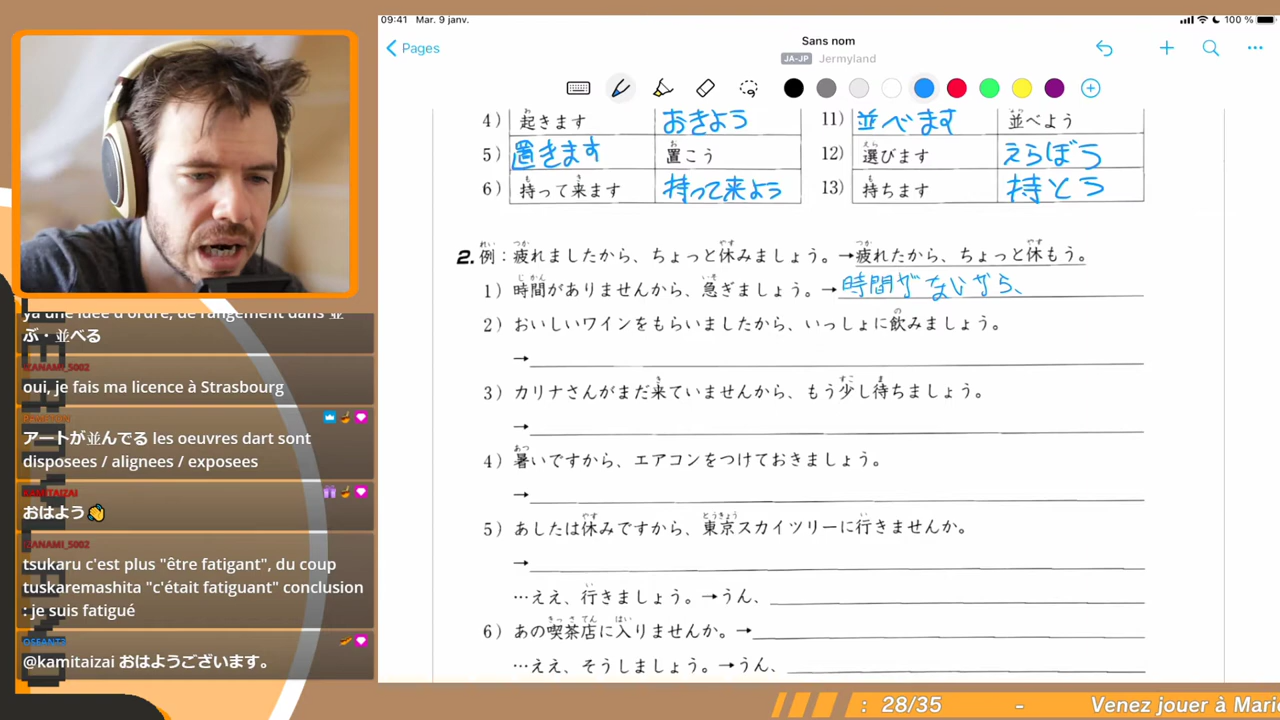 09:41 Mar. 9 janv.
100 %
Pages
Sans nom
JA-JP Jermyland
4) 起きます おきよう 11) 並べます 並べよう
5) 置きます 置こう 12) 選びます えらぼう
6) 持って来ます 持って来よう 13) 持ちます 持とう
2. 例：疲れましたから、ちょっと休みましょう。→疲れたから、ちょっと休もう。
1) 時間がありませんから、急ぎましょう。→ 時間がないがら、
2) おいしいワインをもらいましたから、いっしょに飲みましょう。
→
3) カリナさんがまだ来ていませんから、もう少し待ちましょう。
→
4) 暑いですから、エアコンをつけておきましょう。
→
5) あしたは休みですから、東京スカイツリーに行きませんか。
→
…ええ、行きましょう。→うん、
6) あの喫茶店に入りませんか。→
…ええ、そうしましょう。→うん、
ya une idée d'ordre, de rangement dans 並
ぶ・並べる
oui, je fais ma licence à Strasbourg
アートが並んでる les oeuvres dart sont
disposees / alignees / exposees
KAMITAIZAI
おはよう
tsukaru c'est plus "être fatigant", du coup
tuskaremashita "c'était fatiguant" conclusion
: je suis fatigué
@kamitaizai おはようございます。
: 28/35 - Venez jouer à Mari